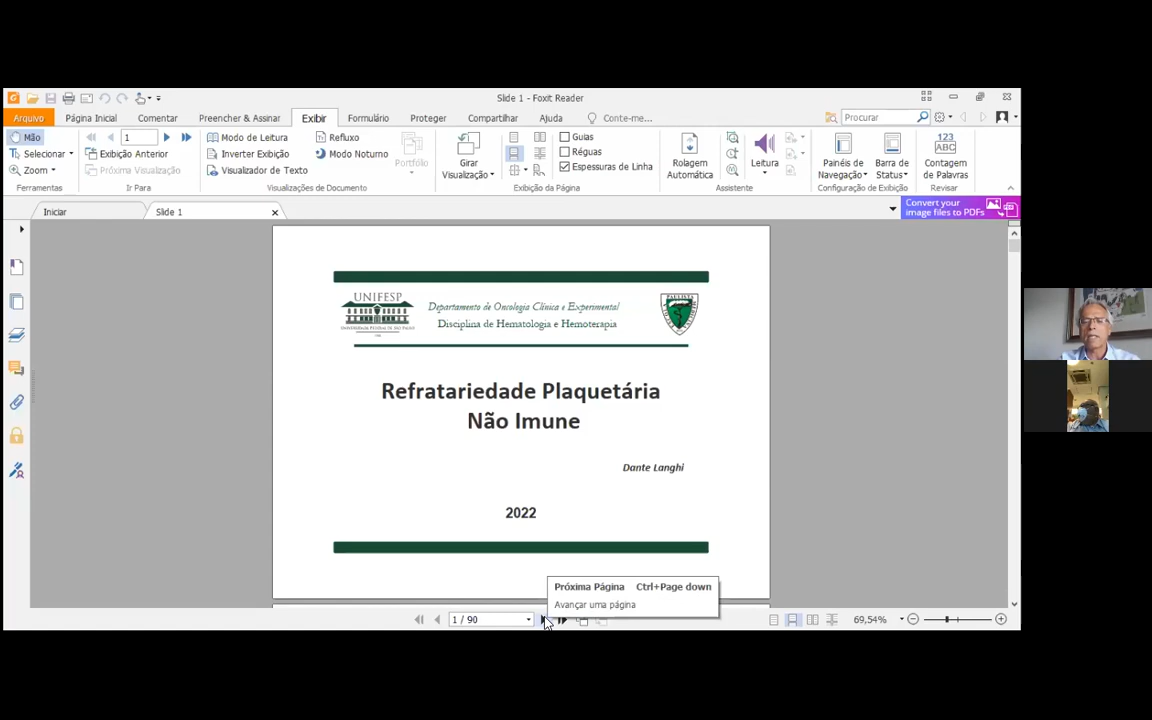 Slide 1 - Foxit Reader
Arquivo
Página Inicial
Comentar
Preencher & Assinar
Exibir
Formulário
Proteger
Compartilhar
Ajuda
Conte-me...
Procurar
Mão
Selecionar
Zoom
Ferramentas
1
Exibição Anterior
Próxima Visualização
Ir Para
Modo de Leitura
Inverter Exibição
Visualizador de Texto
Refluxo
Modo Noturno
Portfólio
Visualizações de Documento
Girar
Visualização
Guias
Réguas
Espessuras de Linha
Exibição da Página
Rolagem
Automática
Leitura
Assistente
Painéis de
Navegação
Barra de
Status
Configuração de Exibição
123
ABC
Contagem
de Palavras
Revisar
Iniciar
Slide 1
Convert your
image files to PDFs
UNIFESP
Departamento de Oncologia Clínica e Experimental
Disciplina de Hematologia e Hemoterapia
Refratariedade Plaquetária
Não Imune
Dante Langhi
2022
Próxima Página Ctrl+Page down
Avançar uma página
1 / 90
69,54%